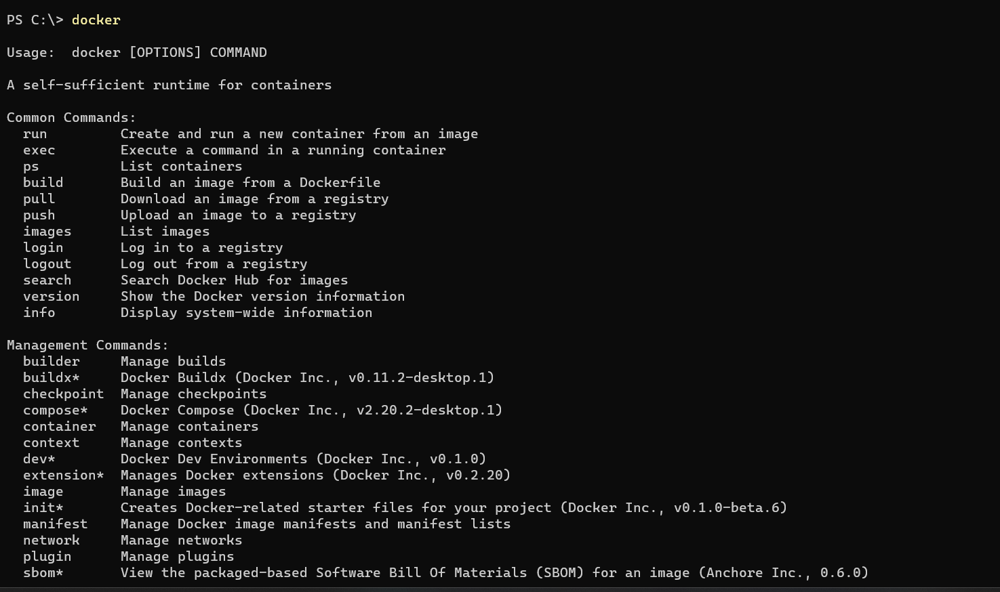 PS C:\> docker
Usage:  docker [OPTIONS] COMMAND
A self-sufficient runtime for containers
Common Commands:
  run         Create and run a new container from an image
  exec        Execute a command in a running container
  ps          List containers
  build       Build an image from a Dockerfile
  pull        Download an image from a registry
  push        Upload an image to a registry
  images      List images
  login       Log in to a registry
  logout      Log out from a registry
  search      Search Docker Hub for images
  version     Show the Docker version information
  info        Display system-wide information
Management Commands:
  builder     Manage builds
  buildx*     Docker Buildx (Docker Inc., v0.11.2-desktop.1)
  checkpoint  Manage checkpoints
  compose*    Docker Compose (Docker Inc., v2.20.2-desktop.1)
  container   Manage containers
  context     Manage contexts
  dev*        Docker Dev Environments (Docker Inc., v0.1.0)
  extension*  Manages Docker extensions (Docker Inc., v0.2.20)
  image       Manage images
  init*       Creates Docker-related starter files for your project (Docker Inc., v0.1.0-beta.6)
  manifest    Manage Docker image manifests and manifest lists
  network     Manage networks
  plugin      Manage plugins
  sbom*       View the packaged-based Software Bill Of Materials (SBOM) for an image (Anchore Inc., 0.6.0)